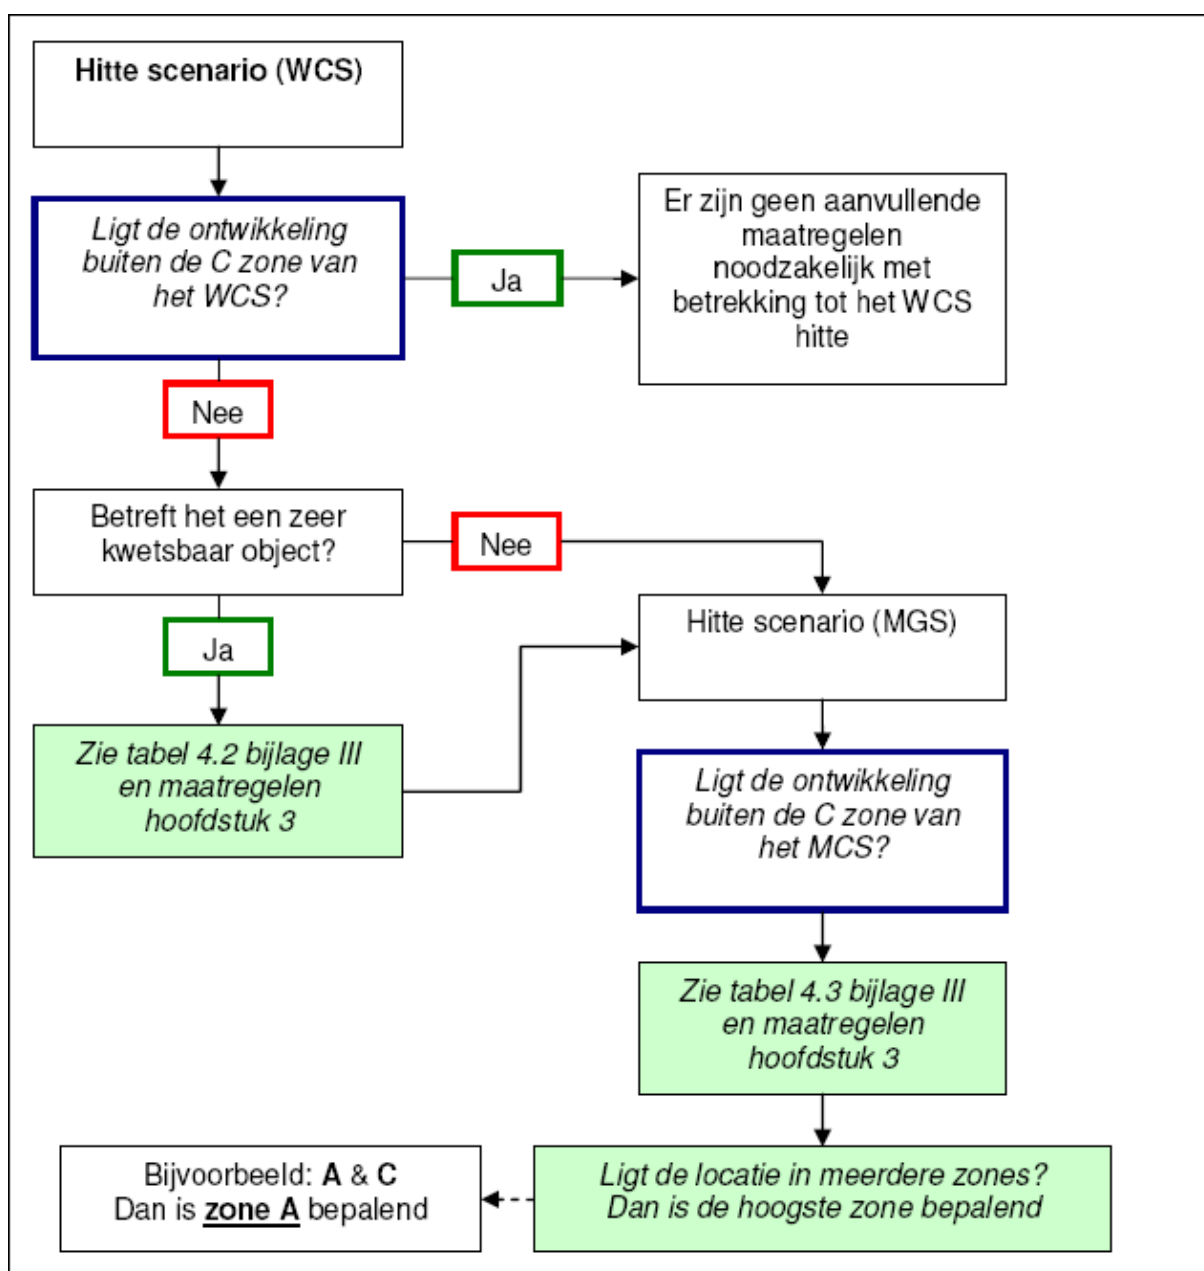 Hitte scenario (WCS)
Ligt de ontwikkeling
buiten de C zone van
het WCS?
Ja
Er zijn geen aanvullende
maatregelen
noodzakelijk met
betrekking tot het WCS
hitte
Nee
Betreft het een zeer
kwetsbaar object?
Nee
Ja
Hitte scenario (MGS)
Zie tabel 4.2 bijlage III
en maatregelen
hoofdstuk 3
Ligt de ontwikkeling
buiten de C zone van
het MCS?
Zie tabel 4.3 bijlage III
en maatregelen
hoofdstuk 3
Ligt de locatie in meerdere zones?
Dan is de hoogste zone bepalend
Bijvoorbeeld: A & C
Dan is zone A bepalend